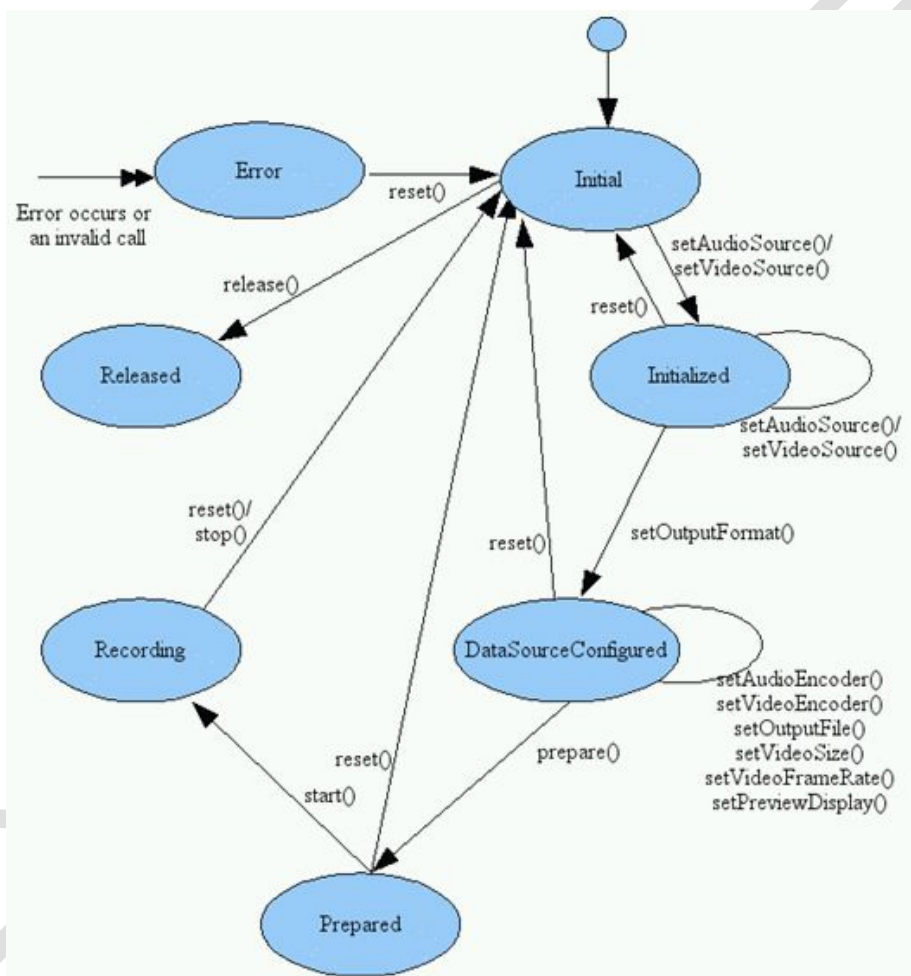 Error
Initial
reset()
Error occurs or
an invalid call
setAudioSource()/
setVideoSource()
release()
reset()
Released
Initialized
setAudioSource()/
setVideoSource()
reset()/
stop()
reset()
setOutputFormat()
Recording
DataSourceConfigured
setAudioEncoder()
setVideoEncoder()
setOutputFile()
setVideoSize()
setVideoFrameRate()
setPreviewDisplay()
reset()
prepare()
start()
Prepared